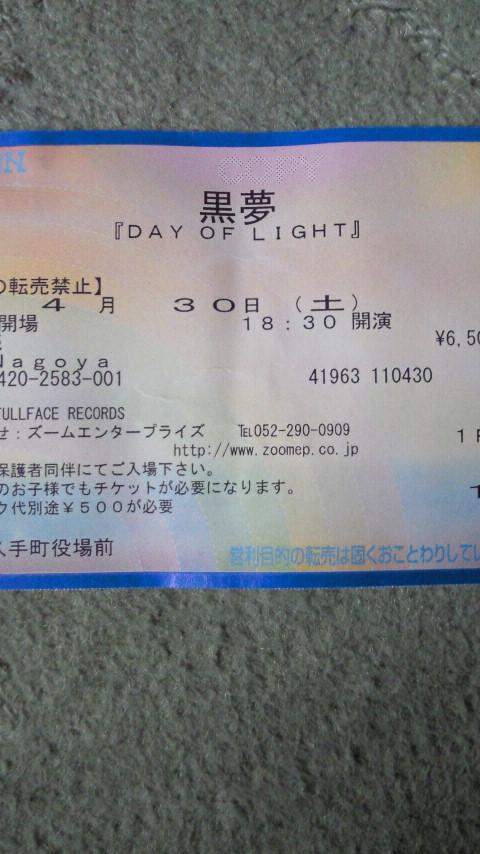 COPY
黒夢
『DAY OF LIGHT』
の転売禁止】
4月 30日 (土)
開場 18:30 開演
¥6,50
Nagoya
420-2583-001 41963 110430
FULLFACE RECORDS
せ:ズームエンタープライズ ℡052-290-0909
http://www.zoomep.co.jp
保護者同伴にてご入場下さい。
のお子様でもチケットが必要になります。
ク代別途¥500が必要
久手町役場前
営利目的の転売は固くおことわりしてい